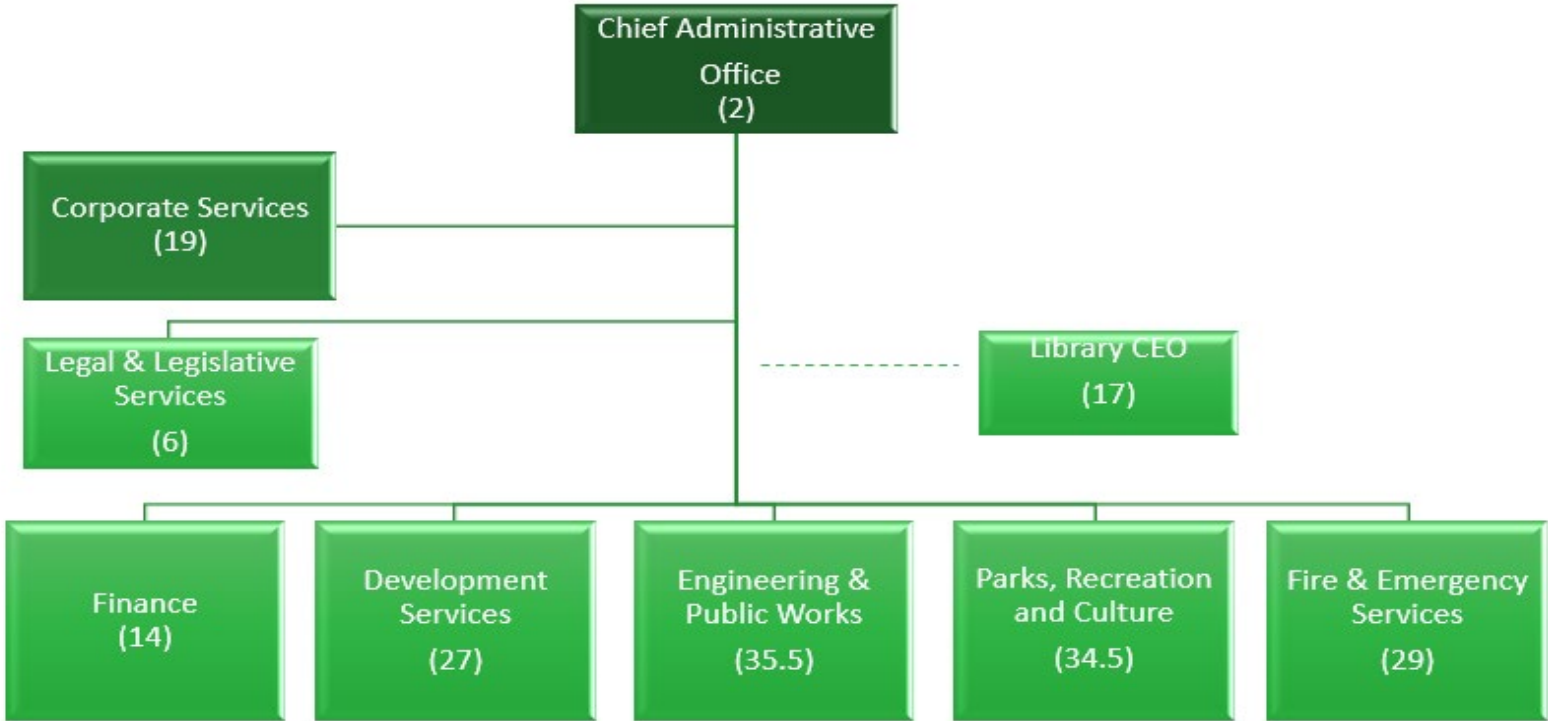 Chief Administrative
Office
(2)
Corporate Services
(19)
Legal & Legislative
Services
(6)
Library CEO
(17)
Finance
(14)
Development
Services
(27)
Engineering &
Public Works
(35.5)
Parks, Recreation
and Culture
(34.5)
Fire & Emergency
Services
(29)